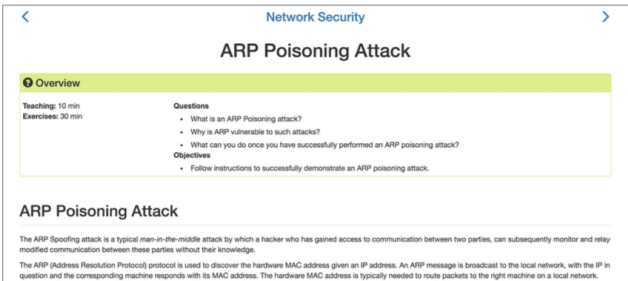 Network Security
ARP Poisoning Attack
Overview
Teaching: 10 min
Exercises: 30 min
Questions
• What is an ARP Poisoning attack?
• Why is ARP vulnerable to such attacks?
• What can you do once you have successfully performed an ARP poisoning attack?
Objectives
• Follow instructions to successfully demonstrate an ARP poisoning attack.
ARP Poisoning Attack
The ARP Spoofing attack is a typical man-in-the-middle attack by which a hacker who has gained access to communication between two parties, can subsequently monitor and relay
modified communication between these parties without their knowledge.
The ARP (Address Resolution Protocol) protocol is used to discover the hardware MAC address given an IP address. An ARP message is broadcast to the local network, with the IP in
question and the corresponding machine responds with its MAC address. The hardware MAC address is typically needed to route packets to the right machine on a local network.